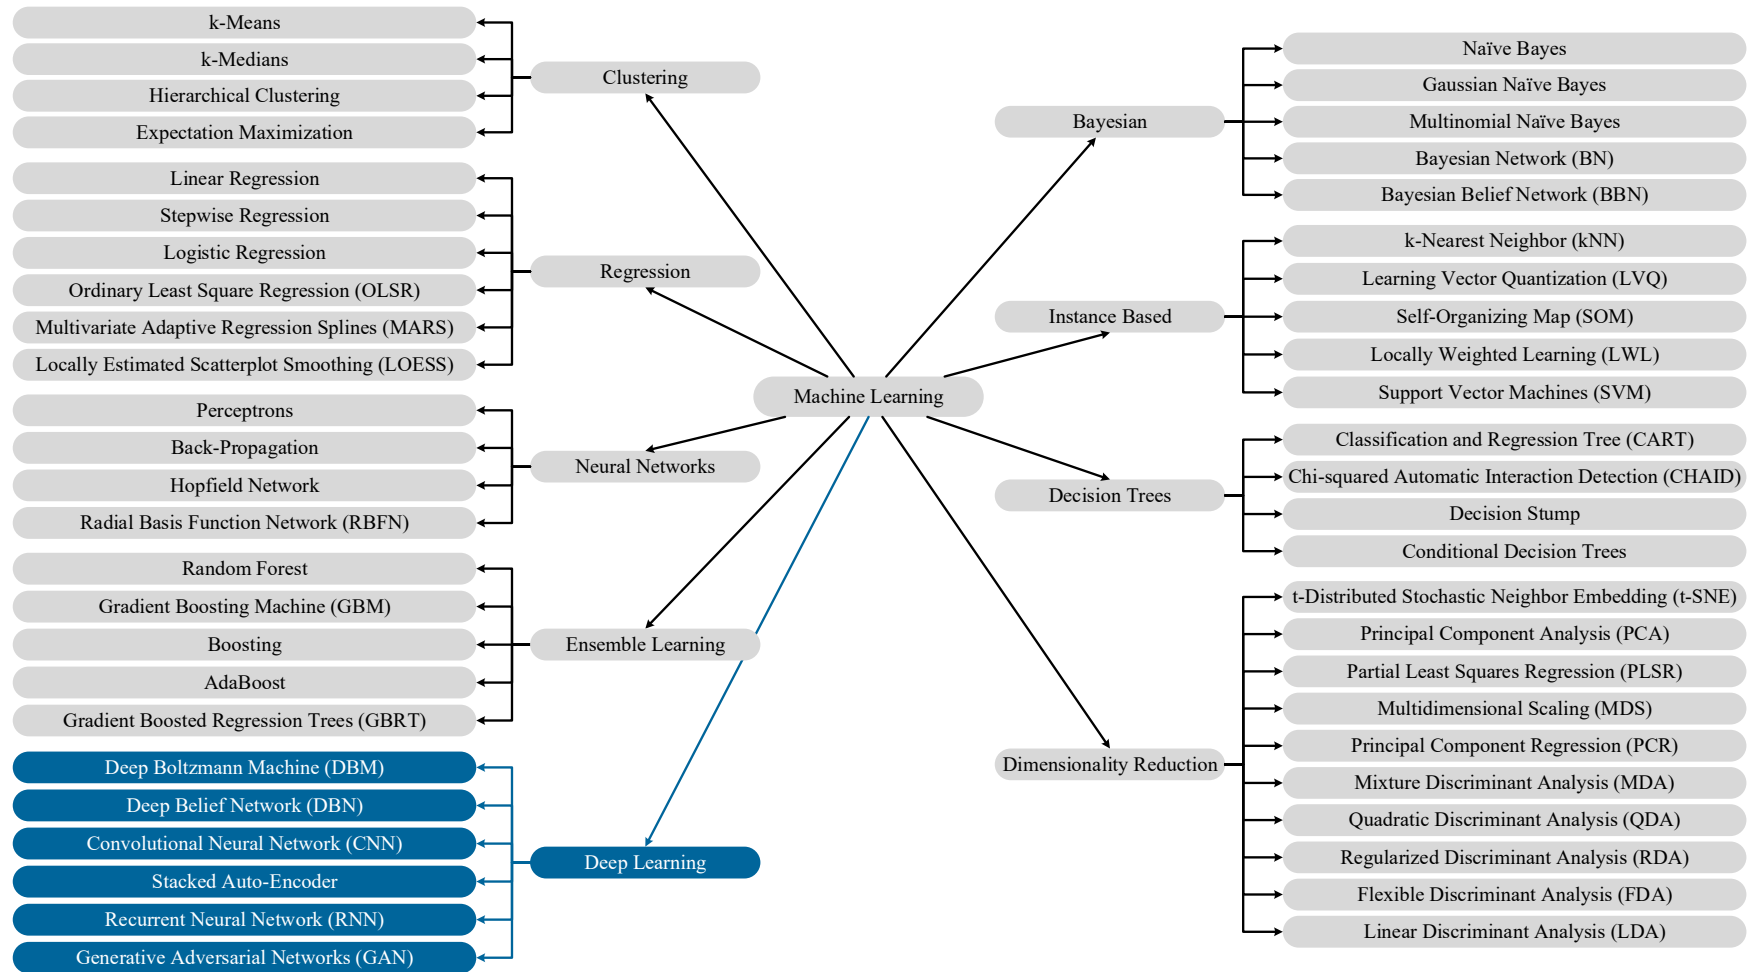 k-Means
k-Medians
Hierarchical Clustering
Expectation Maximization
Clustering
Linear Regression
Stepwise Regression
Logistic Regression
Ordinary Least Square Regression (OLSR)
Multivariate Adaptive Regression Splines (MARS)
Locally Estimated Scatterplot Smoothing (LOESS)
Regression
Perceptrons
Back-Propagation
Hopfield Network
Radial Basis Function Network (RBFN)
Neural Networks
Random Forest
Gradient Boosting Machine (GBM)
Boosting
AdaBoost
Gradient Boosted Regression Trees (GBRT)
Ensemble Learning
Deep Boltzmann Machine (DBM)
Deep Belief Network (DBN)
Convolutional Neural Network (CNN)
Stacked Auto-Encoder
Recurrent Neural Network (RNN)
Generative Adversarial Networks (GAN)
Deep Learning
Machine Learning
Bayesian
Naïve Bayes
Gaussian Naïve Bayes
Multinomial Naïve Bayes
Bayesian Network (BN)
Bayesian Belief Network (BBN)
Instance Based
k-Nearest Neighbor (kNN)
Learning Vector Quantization (LVQ)
Self-Organizing Map (SOM)
Locally Weighted Learning (LWL)
Support Vector Machines (SVM)
Decision Trees
Classification and Regression Tree (CART)
Chi-squared Automatic Interaction Detection (CHAID)
Decision Stump
Conditional Decision Trees
Dimensionality Reduction
t-Distributed Stochastic Neighbor Embedding (t-SNE)
Principal Component Analysis (PCA)
Partial Least Squares Regression (PLSR)
Multidimensional Scaling (MDS)
Principal Component Regression (PCR)
Mixture Discriminant Analysis (MDA)
Quadratic Discriminant Analysis (QDA)
Regularized Discriminant Analysis (RDA)
Flexible Discriminant Analysis (FDA)
Linear Discriminant Analysis (LDA)